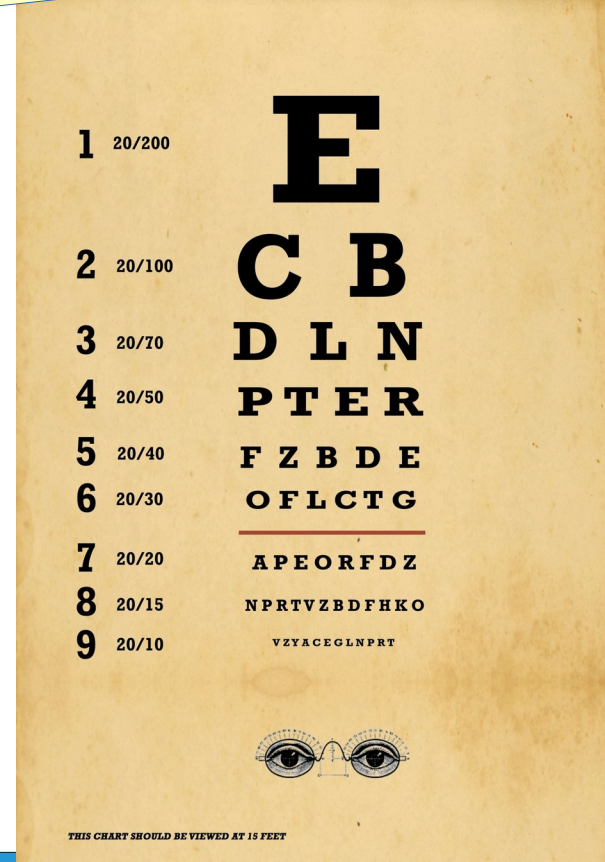 1 20/200 E
2 20/100 C B
3 20/70 D L N
4 20/50 P T E R
5 20/40 F Z B D E
6 20/30 O F L C T G
7 20/20 A P E O R F D Z
8 20/15 N P R T V Z B D F H K O
9 20/10 V Z Y A C E G L N P R T
THIS CHART SHOULD BE VIEWED AT 15 FEET